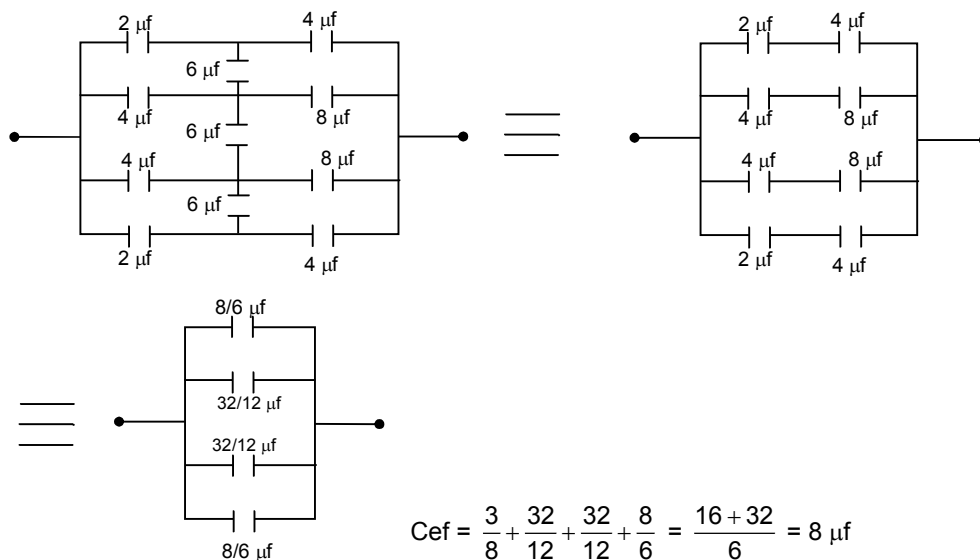 2 μf 4 μf
6 μf
4 μf 8 μf
6 μf
4 μf 8 μf
6 μf
2 μf 4 μf
2 μf 4 μf
4 μf 8 μf
4 μf 8 μf
2 μf 4 μf
8/6 μf
32/12 μf
32/12 μf
8/6 μf
Cef = 3/8 + 32/12 + 32/12 + 8/6 = (16 + 32)/6 = 8 μf